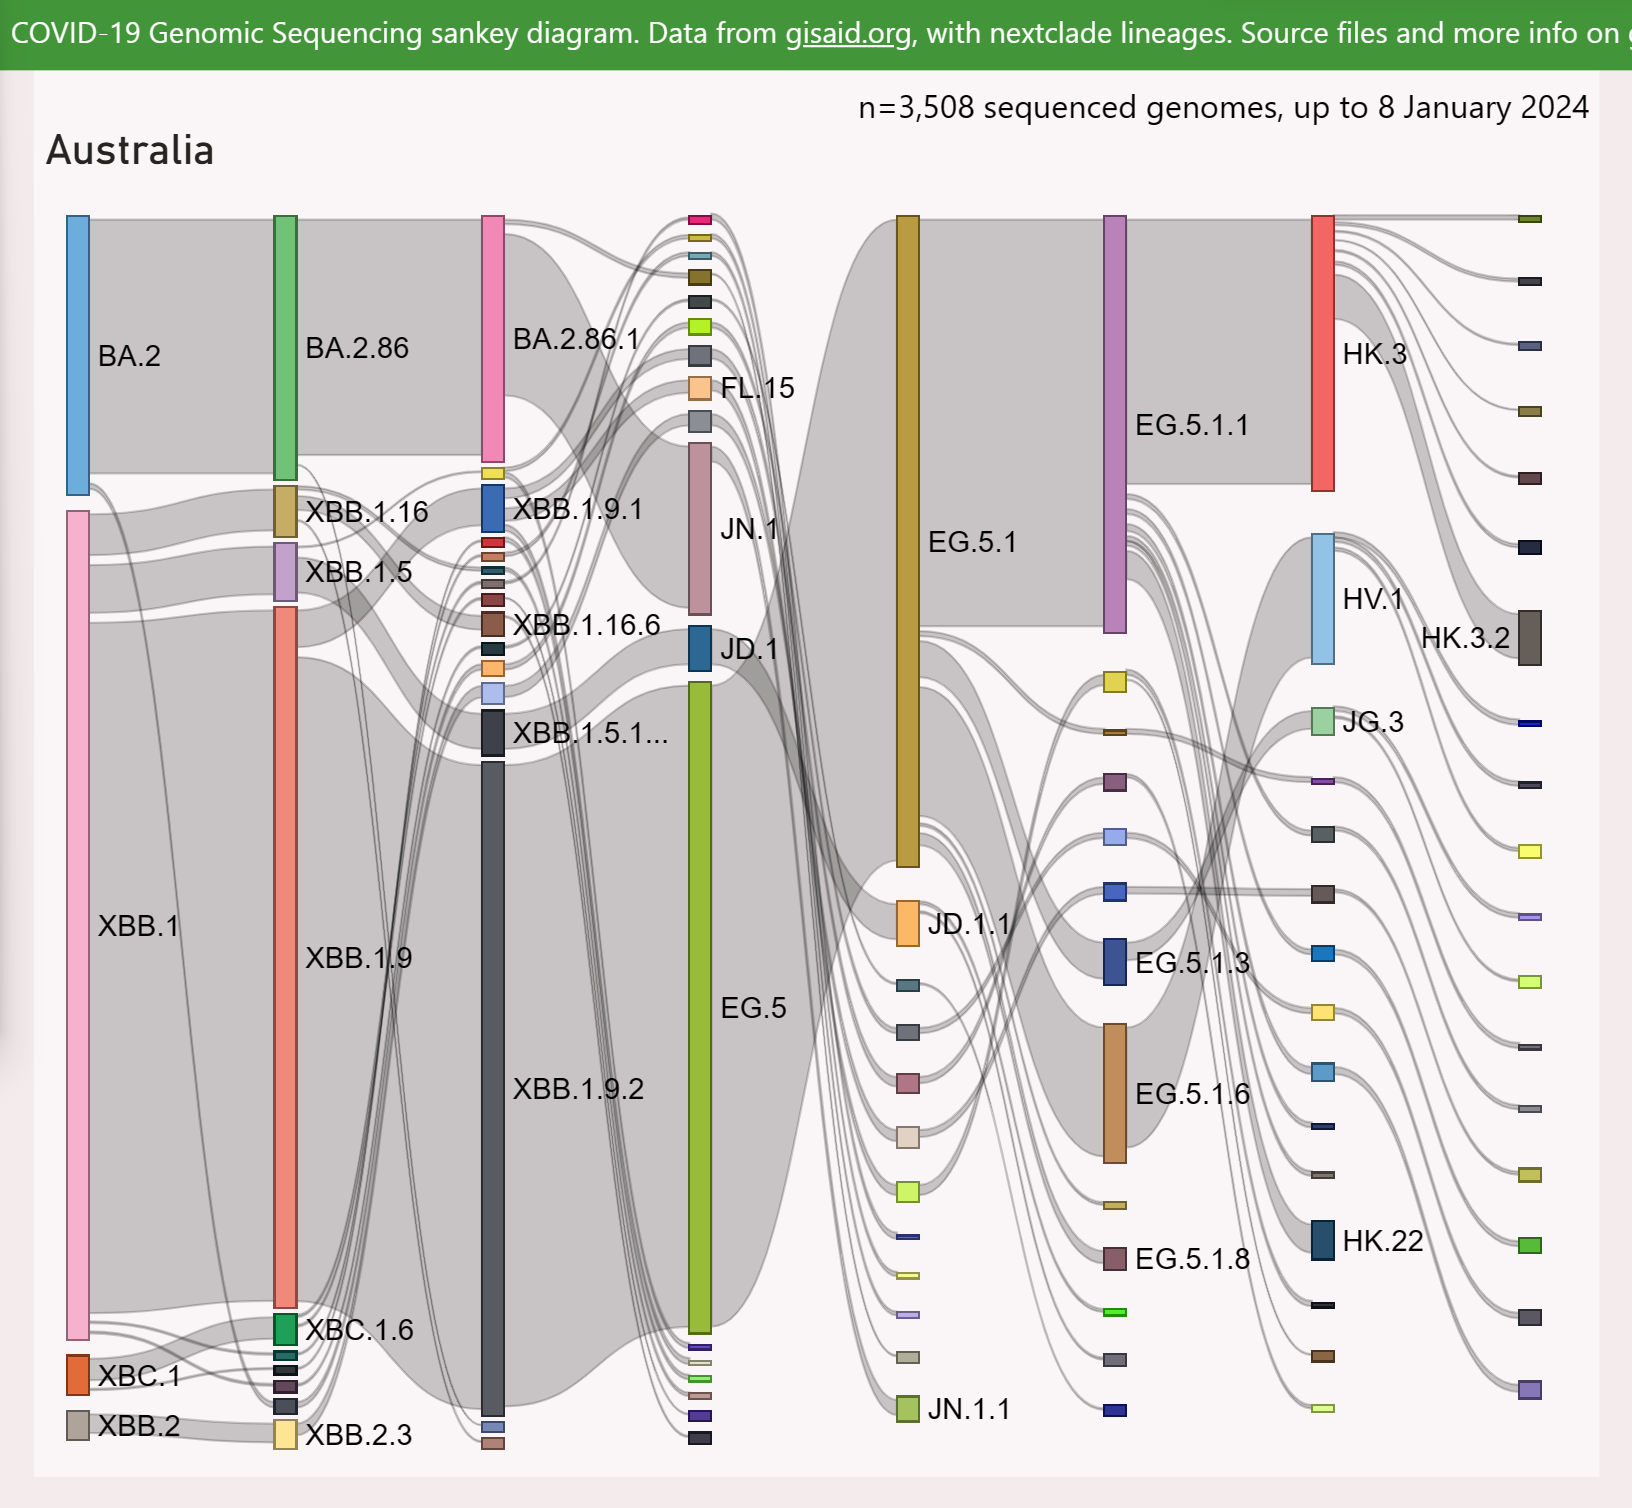 COVID-19 Genomic Sequencing sankey diagram. Data from gisaid.org, with nextclade lineages. Source files and more info on
n=3,508 sequenced genomes, up to 8 January 2024
Australia
BA.2
XBB.1
XBC.1
XBB.2
BA.2.86
XBB.1.16
XBB.1.5
XBB.1.9
XBC.1.6
XBB.2.3
BA.2.86.1
XBB.1.9.1
XBB.1.16.6
XBB.1.5.1...
XBB.1.9.2
FL.15
JN.1
JD.1
EG.5
EG.5.1
JD.1.1
JN.1.1
EG.5.1.1
EG.5.1.3
EG.5.1.6
EG.5.1.8
HK.3
HV.1
JG.3
HK.22
HK.3.2